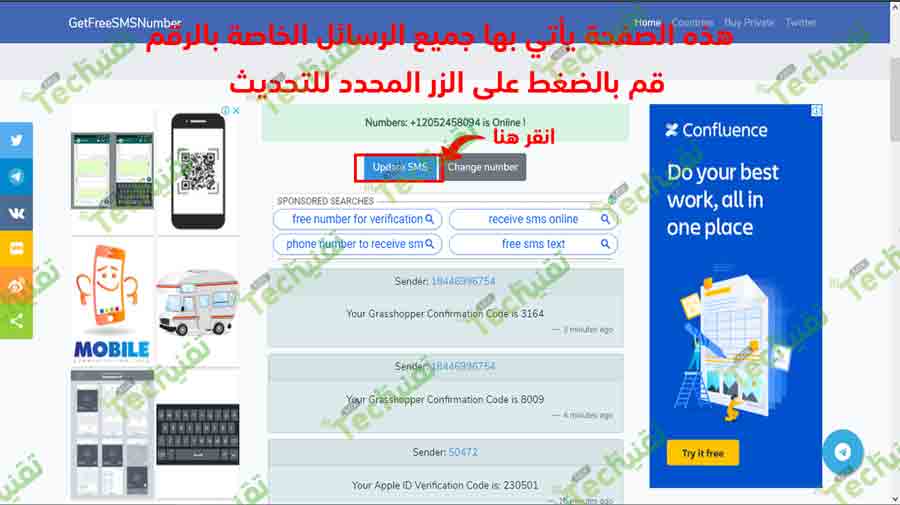 GetFreeSMSNumber
Home Countries Buy Private Twitter
هذه الصفحة يأتي بها جميع الرسائل الخاصة بالرقم
قم بالضغط على الزر المحدد للتحديث
Numbers: +12052458094 is Online !
انقر هنا
Update SMS Change number
SPONSORED SEARCHES
free number for verification receive sms online
phone number to receive sm free sms text
Sender: 18446996754
Your Grasshopper Confirmation Code is 3164
— 3 minutes ago
Sender: 18446996754
Your Grasshopper Confirmation Code is 8009
— 4 minutes ago
Sender: 50472
Your Apple ID Verification Code is: 230501
— 16 minutes ago
MOBILE
Confluence
Do your best
work, all in
one place
Try it free
تقنيةTech